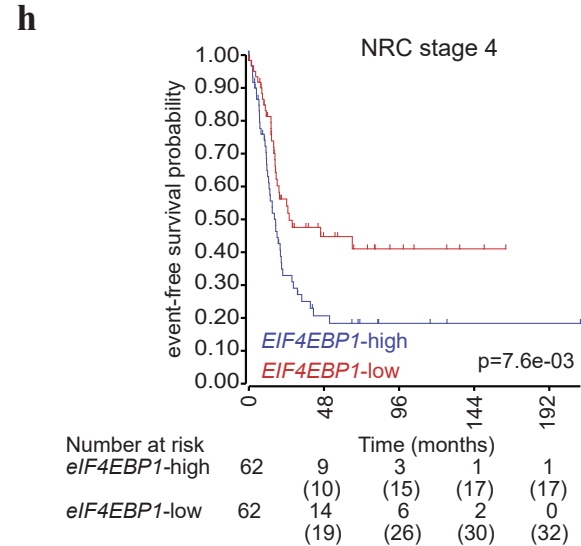 h
NRC stage 4
event-free survival probability
1.00
0.90
0.80
0.70
0.60
0.50
0.40
0.30
0.20
0.10
0.00
EIF4EBP1-high
EIF4EBP1-low
p=7.6e-03
0 48 96 144 192
Number at risk Time (months)
eIF4EBP1-high 62 9 3 1 1
(10) (15) (17) (17)
eIF4EBP1-low 62 14 6 2 0
(19) (26) (30) (32)